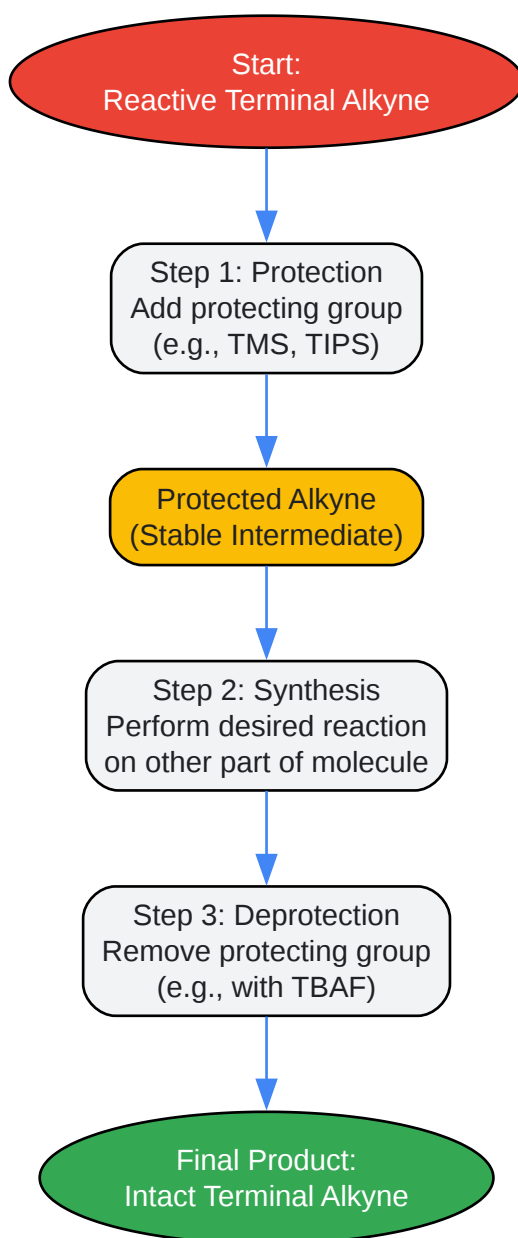 Start:
Reactive Terminal Alkyne
Step 1: Protection
Add protecting group
(e.g., TMS, TIPS)
Protected Alkyne
(Stable Intermediate)
Step 2: Synthesis
Perform desired reaction
on other part of molecule
Step 3: Deprotection
Remove protecting group
(e.g., with TBAF)
Final Product:
Intact Terminal Alkyne